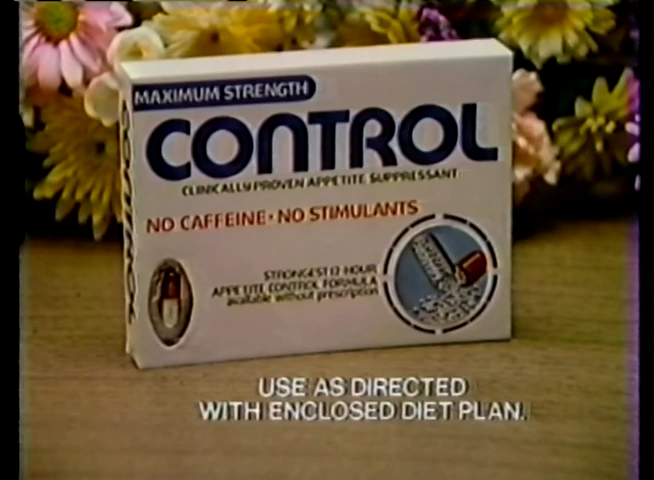 MAXIMUM STRENGTH
CONTROL
CONTROL
CLINICALLY PROVEN APPETITE SUPPRESSANT
NO CAFFEINE • NO STIMULANTS
STRONGEST 12 HOUR
APPETITE CONTROL FORMULA
available without prescription
USE AS DIRECTED
WITH ENCLOSED DIET PLAN.